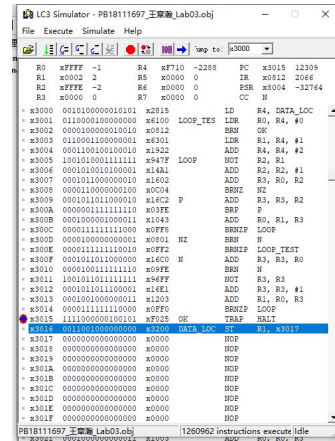 LC3 Simulator - PB18111697_王章瀚_Lab03.obj
File Execute Simulate Help
Jump to: x3000
R0 xFFFF -1 R4 xF710 -2288 PC x3015 12309
R1 x0002 2 R5 x0000 0 IR x0812 2066
R2 xFFFE -2 R6 x0000 0 PSR x8004 -32764
R3 x0000 0 R7 x0000 0 CC N
x3000 0010100000010101 x2815 LD R4, DATA_LOC
x3001 0110000100000000 x6100 LOOP_TES LDR R0, R4, #0
x3002 0000100000010010 x0812 BRN OK
x3003 0110001100000001 x6301 LDR R1, R4, #1
x3004 0001100100100010 x1922 ADD R4, R4, #2
x3005 1001010001111111 x947F LOOP NOT R2, R1
x3006 0001010010100001 x14A1 ADD R2, R2, #1
x3007 0001011000000010 x1602 ADD R3, R0, R2
x3008 0000110000000100 x0C04 BRNZ NZ
x3009 0001011011000010 x16C2 P ADD R3, R3, R2
x300A 0000001111111110 x03FE BRP P
x300B 0001000001000011 x1043 ADD R0, R1, R3
x300C 0000111111111000 x0FF8 BRNZP LOOP
x300D 0000100000000001 x0801 NZ BRN N
x300E 0000111111110010 x0FF2 BRNZP LOOP_TEST
x300F 0001011011000000 x16C0 N ADD R3, R3, R0
x3010 0000100111111110 x09FE BRN N
x3011 1001011011111111 x96FF NOT R3, R3
x3012 0001011011100001 x16E1 ADD R3, R3, #1
x3013 0001001000000011 x1203 ADD R1, R0, R3
x3014 0000111111110000 x0FF0 BRNZP LOOP
x3015 1111000000100101 xF025 OK TRAP HALT
x3016 0011001000000000 x3200 DATA_LOC ST R1, x3017
x3017 0000000000000000 x0000 NOP
x3018 0000000000000000 x0000 NOP
x3019 0000000000000000 x0000 NOP
x301A 0000000000000000 x0000 NOP
x301B 0000000000000000 x0000 NOP
x301C 0000000000000000 x0000 NOP
x301D 0000000000000000 x0000 NOP
x301E 0000000000000000 x0000 NOP
x301F 0000000000000000 x0000 NOP
PB18111697_王章瀚_Lab03.obj 1260962 instructions execute Idle